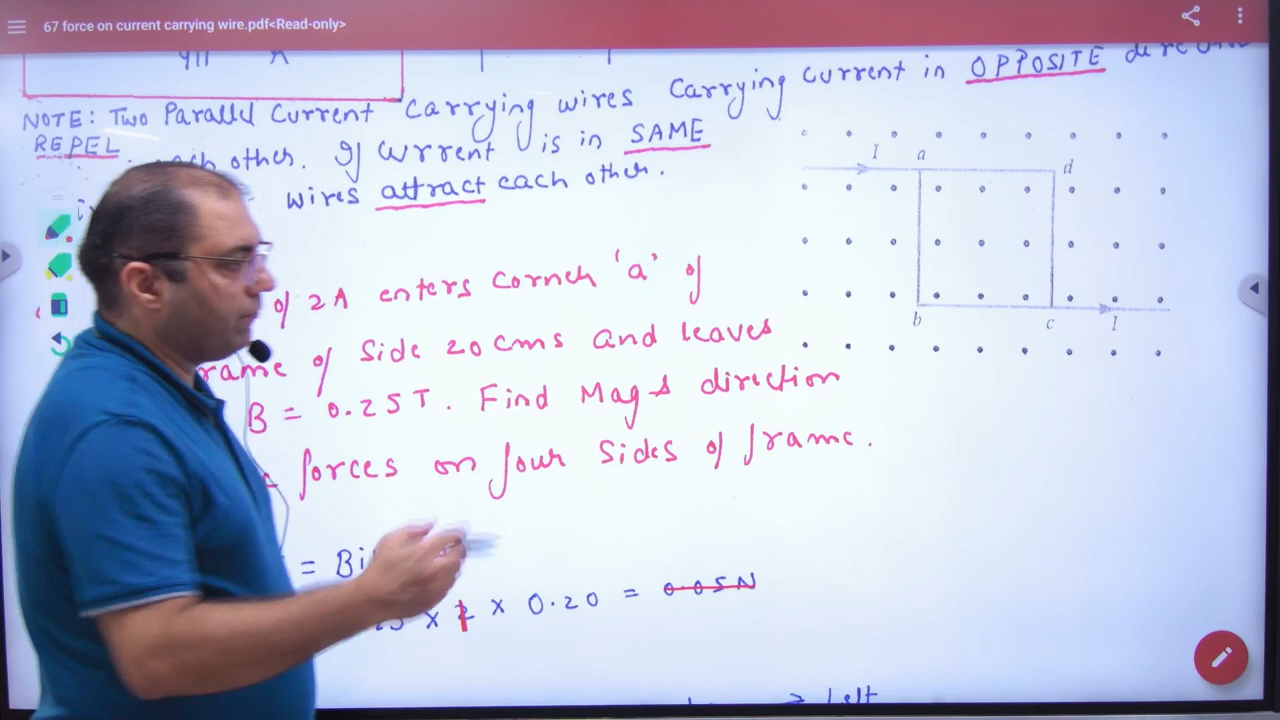 67 force on current carrying wire.pdf<Read-only>
NOTE: Two Parallel Current Carrying wires Carrying Current in OPPOSITE
REPEL each other. If current is in SAME
wires attract each other.
I a
d
of 2A enters corner 'a' of
frame of side 20 cms and leaves
B = 0.25T. Find Mag & direction
forces on four sides of frame.
b c I
= Bi
x 0.20 = 0.05N
→ Left